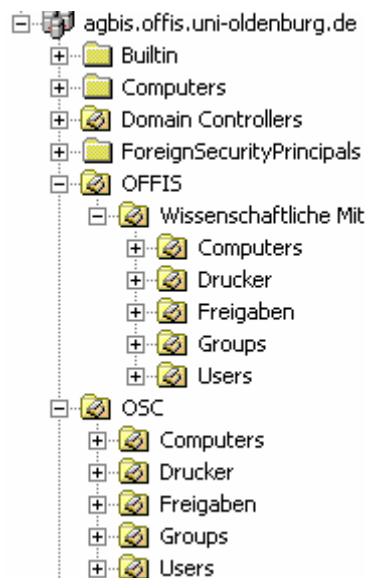 agbis.offis.uni-oldenburg.de
Builtin
Computers
Domain Controllers
ForeignSecurityPrincipals
OFFIS
Wissenschaftliche Mit
Computers
Drucker
Freigaben
Groups
Users
OSC
Computers
Drucker
Freigaben
Groups
Users